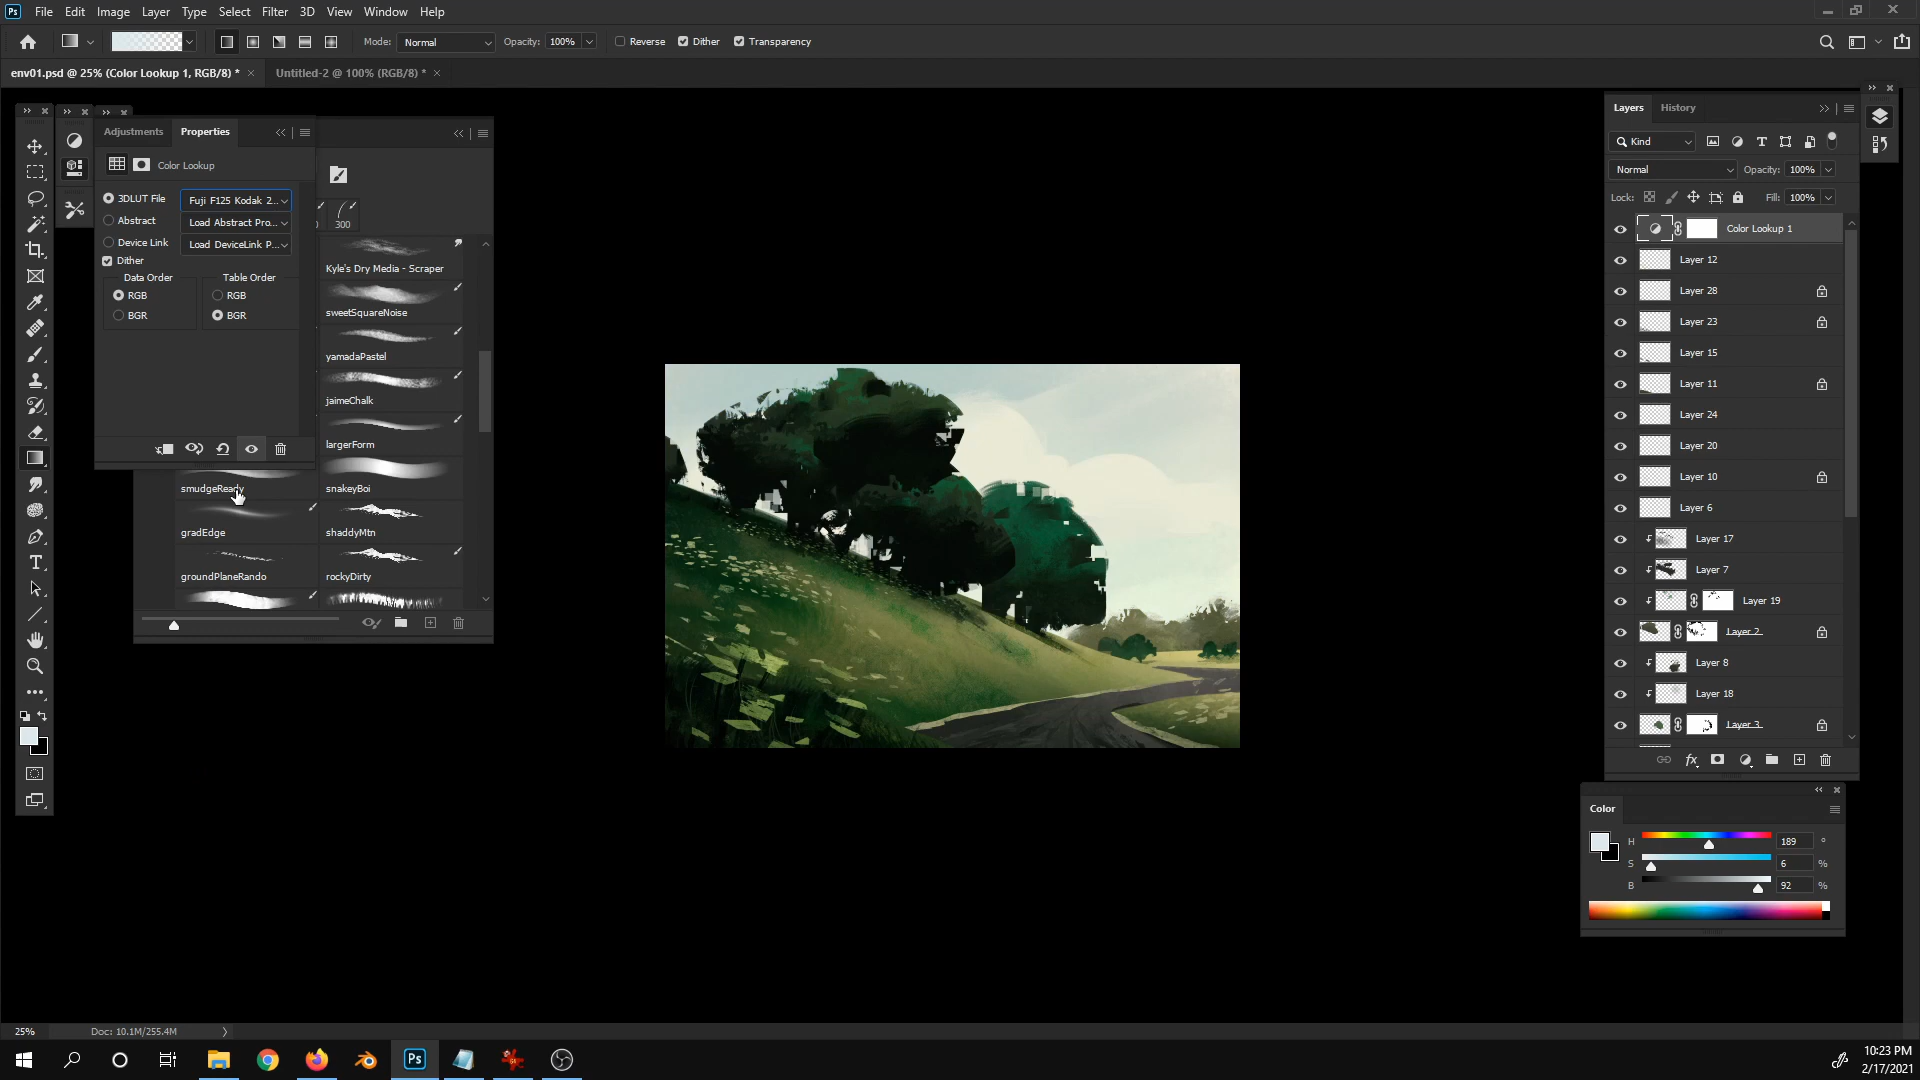 Ps File Edit Image Layer Type Select Filter 3D View Window Help
Mode: Normal Opacity: 100% Reverse Dither Transparency
env01.psd @ 25% (Color Lookup 1, RGB/8) * × Untitled-2 @ 100% (RGB/8) * ×
Adjustments Properties
Color Lookup
3DLUT File Fuji F125 Kodak 2...
Abstract Load Abstract Pro...
Device Link Load DeviceLink P...
Dither
Data Order Table Order
RGB RGB
BGR BGR
300
Kyle's Dry Media - Scraper
sweetSquareNoise
yamadaPastel
jaimeChalk
largerForm
smudgeReady snakeyBoi
gradEdge shaddyMtn
groundPlaneRando rockyDirty
Layers History
Kind
Normal Opacity: 100%
Lock: Fill: 100%
Color Lookup 1
Layer 12
Layer 28
Layer 23
Layer 15
Layer 11
Layer 24
Layer 20
Layer 10
Layer 6
Layer 17
Layer 7
Layer 19
Layer 2
Layer 8
Layer 18
Layer 3
fx
Color
H 189 °
S 6 %
B 92 %
25% Doc: 10.1M/255.4M
Ps
10:23 PM
2/17/2021